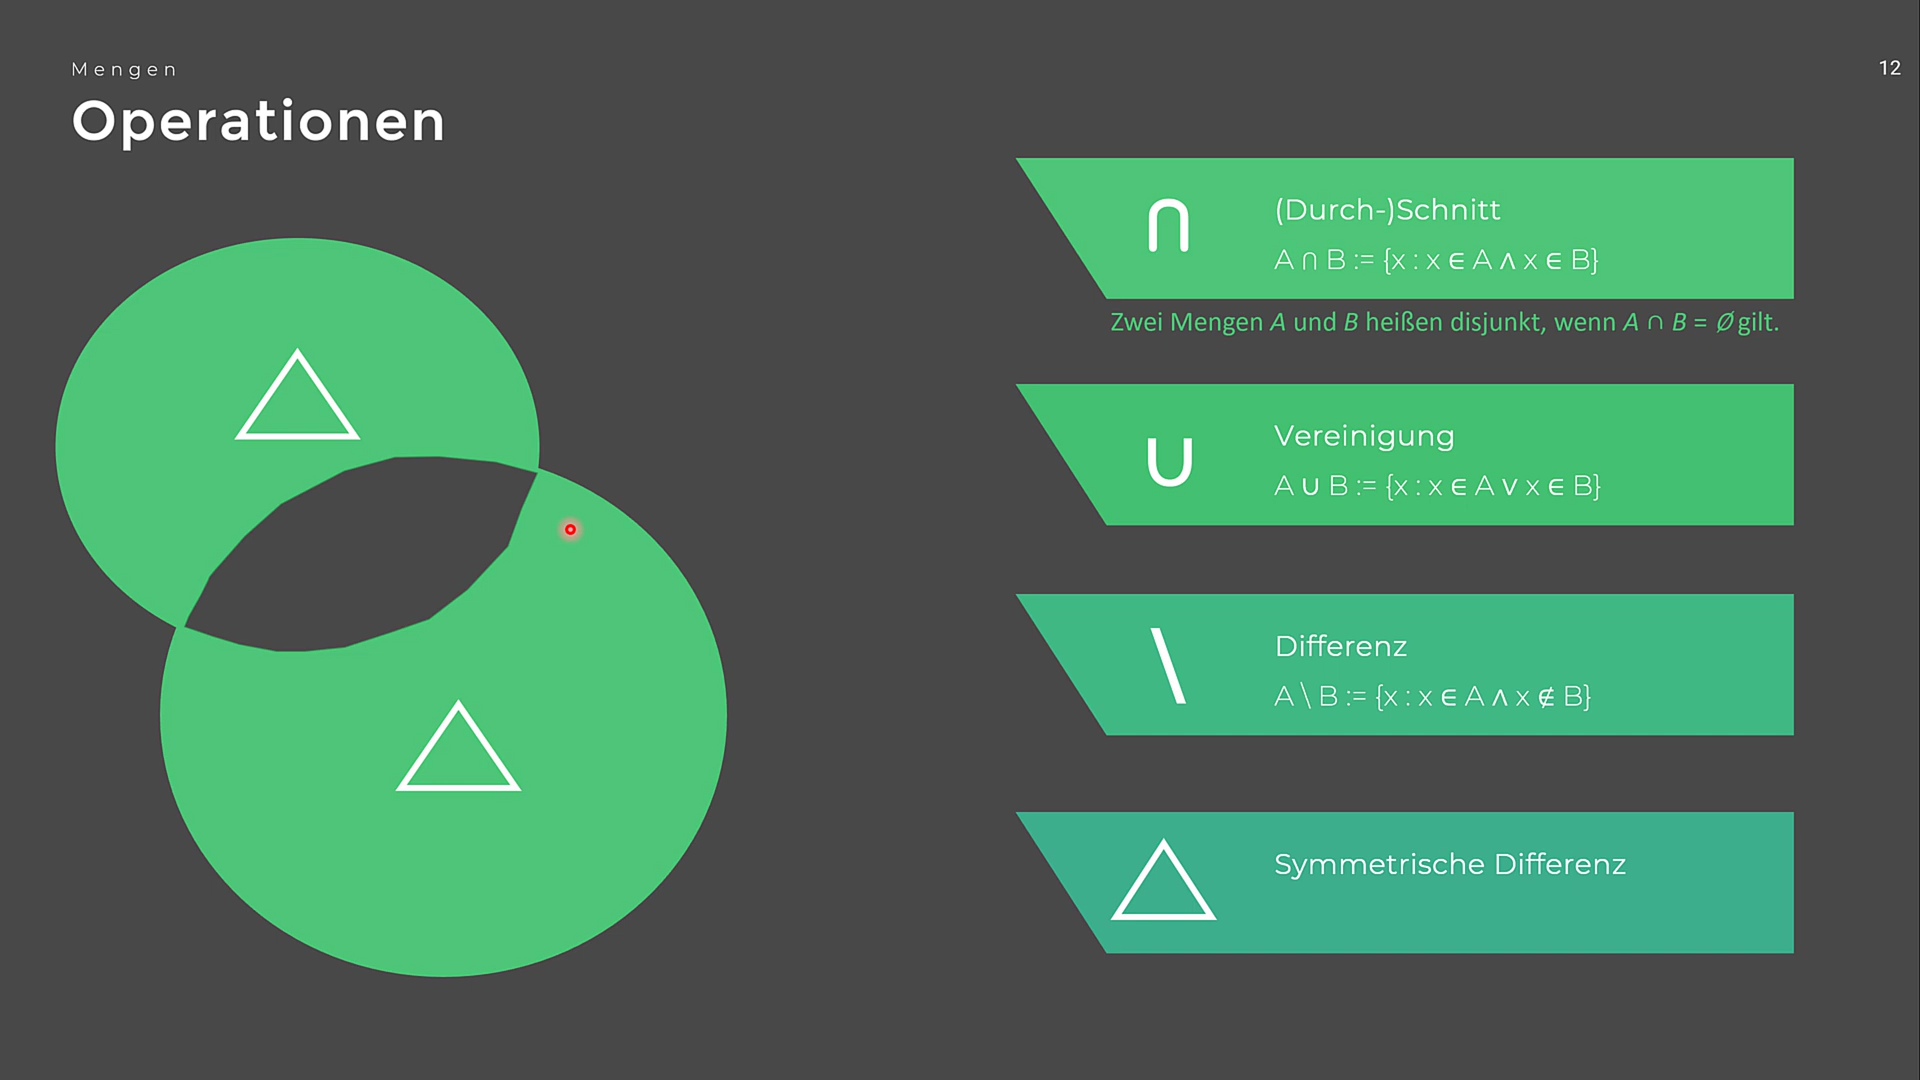 Mengen
12
Operationen
∩
(Durch-)Schnitt
A ∩ B := {x : x ∈ A ∧ x ∈ B}
Zwei Mengen A und B heißen disjunkt, wenn A ∩ B = Ø gilt.
∪
Vereinigung
A ∪ B := {x : x ∈ A ∨ x ∈ B}
\
Differenz
A \ B := {x : x ∈ A ∧ x ∉ B}
△
Symmetrische Differenz
△
△